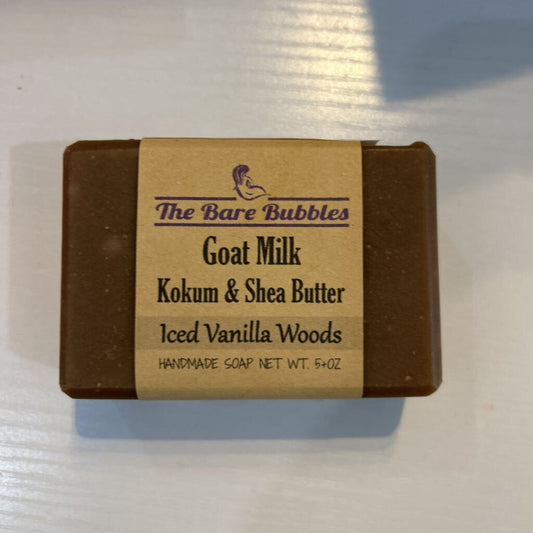 The Bare Bubbles
Goat Milk
Kokum & Shea Butter
Iced Vanilla Woods
HANDMADE SOAP NET WT. 5+OZ